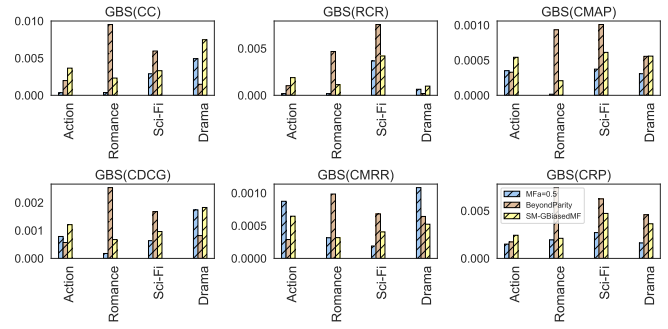 GBS(CC)
0.010
0.005
0.000
Action
Romance
Sci-Fi
Drama
GBS(RCR)
0.005
0.000
Action
Romance
Sci-Fi
Drama
GBS(CMAP)
0.0010
0.0005
0.0000
Action
Romance
Sci-Fi
Drama
GBS(CDCG)
0.002
0.001
0.000
Action
Romance
Sci-Fi
Drama
GBS(CMRR)
0.0010
0.0005
0.0000
Action
Romance
Sci-Fi
Drama
GBS(CRP)
MFa=0.5
BeyondParity
SM-GBiasedMF
0.005
0.000
Action
Romance
Sci-Fi
Drama